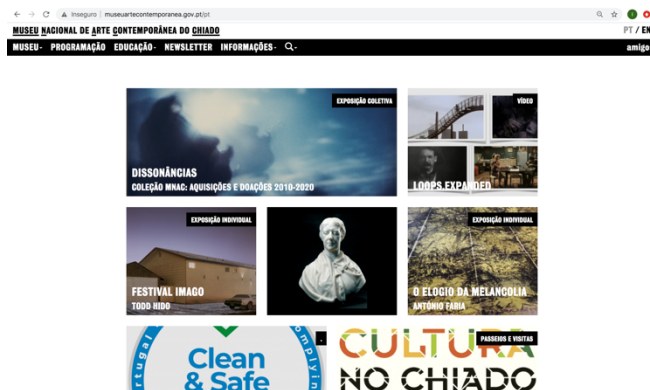 Inseguro | museuartecontemporanea.gov.pt/pt
MUSEU NACIONAL DE ARTE CONTEMPORÂNEA DO CHIADO
PT / EN
MUSEU PROGRAMAÇÃO EDUCAÇÃO NEWSLETTER INFORMAÇÕES
amigo
EXPOSIÇÃO COLETIVA
DISSONÂNCIAS
COLEÇÃO MNAC: AQUISIÇÕES E DOAÇÕES 2010-2020
VÍDEO
LOOPS.EXPANDED
EXPOSIÇÃO INDIVIDUAL
FESTIVAL IMAGO
TODD HIDO
EXPOSIÇÃO INDIVIDUAL
O ELOGIO DA MELANCOLIA
ANTÓNIO FARIA
Clean
& Safe
PASSEIOS E VISITAS
CULTURA
NO CHIADO